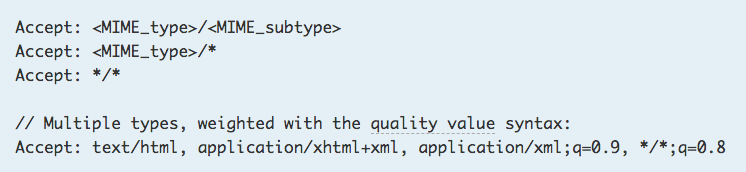 Accept: <MIME_type>/<MIME_subtype>
Accept: <MIME_type>/*
Accept: */*
// Multiple types, weighted with the quality value syntax:
Accept: text/html, application/xhtml+xml, application/xml;q=0.9, */*;q=0.8